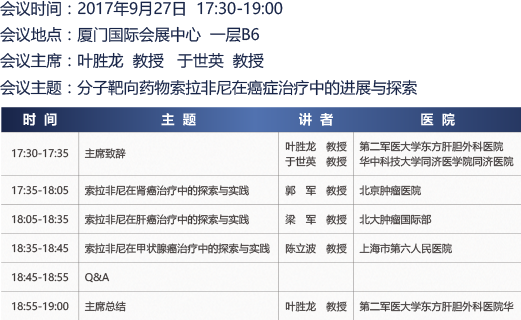 会议时间：2017年9月27日 17:30-19:00
会议地点：厦门国际会展中心 一层B6
会议主席：叶胜龙 教授 于世英 教授
会议主题：分子靶向药物索拉非尼在癌症治疗中的进展与探索
时 间 主 题 讲 者 医 院
17:30-17:35 主席致辞 叶胜龙 教授 第二军医大学东方肝胆外科医院
于世英 教授 华中科技大学同济医学院同济医院
17:35-18:05 索拉非尼在肾癌治疗中的探索与实践 郭 军 教授 北京肿瘤医院
18:05-18:35 索拉非尼在肝癌治疗中的探索与实践 梁 军 教授 北大肿瘤国际部
18:35-18:45 索拉非尼在甲状腺癌治疗中的探索与实践 陈立波 教授 上海市第六人民医院
18:45-18:55 Q&A
18:55-19:00 主席总结 叶胜龙 教授 第二军医大学东方肝胆外科医院华